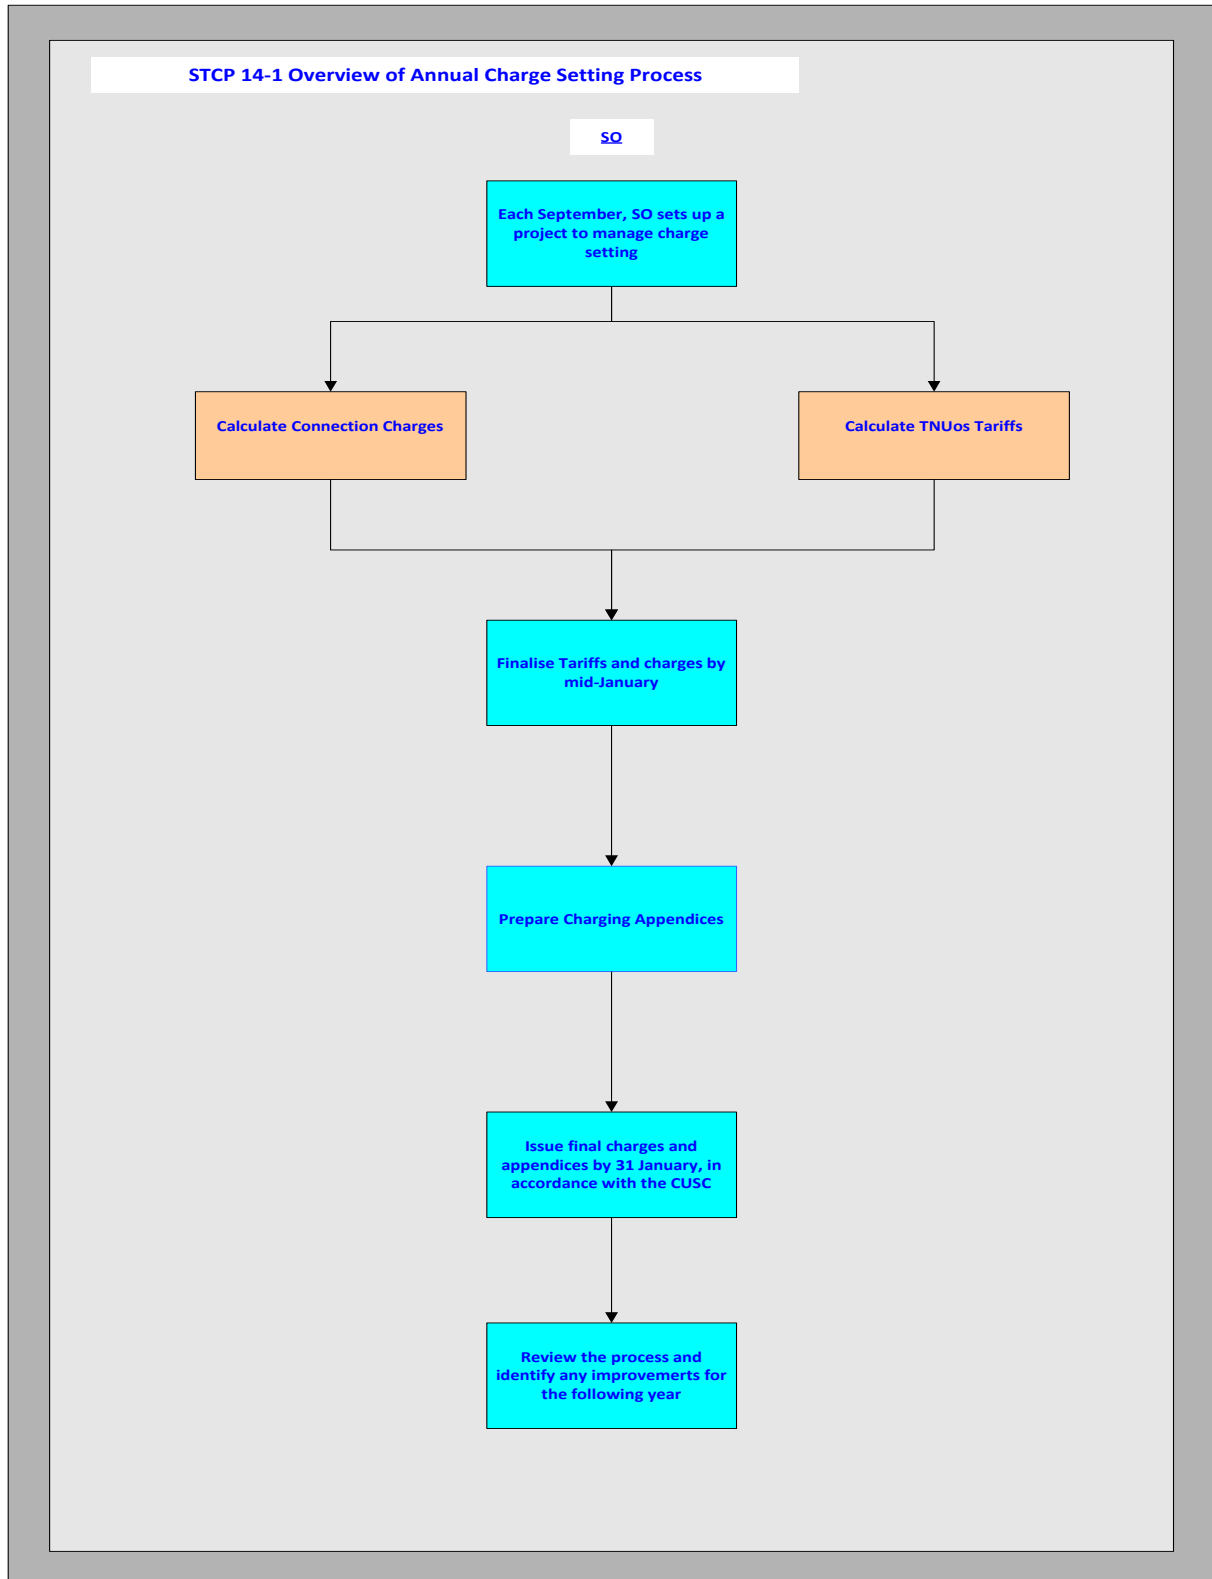 STCP 14-1 Overview of Annual Charge Setting Process
SO
Each September, SO sets up a
project to manage charge
setting
Calculate Connection Charges
Calculate TNUos Tariffs
Finalise Tariffs and charges by
mid-January
Prepare Charging Appendices
Issue final charges and
appendices by 31 January, in
accordance with the CUSC
Review the process and
identify any improvemerts for
the following year